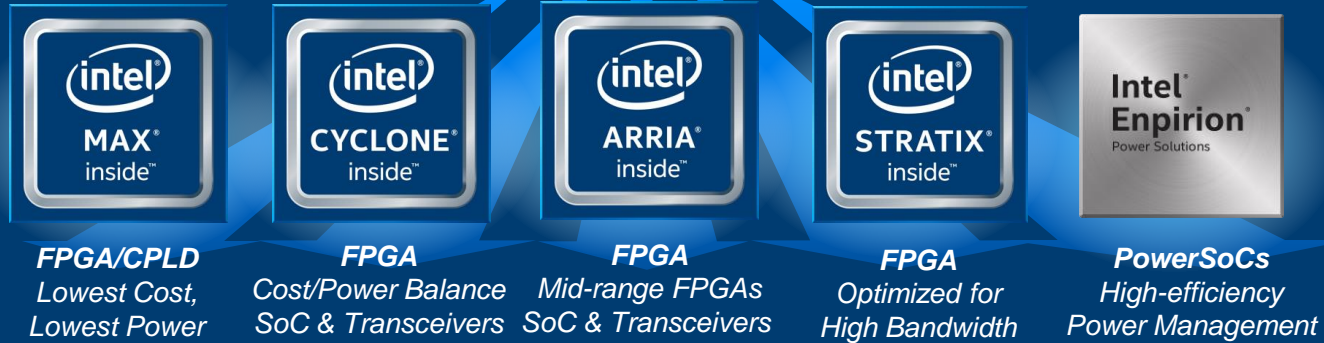 intel®
MAX®
inside™
FPGA/CPLD
Lowest Cost,
Lowest Power
intel®
CYCLONE®
inside™
FPGA
Cost/Power Balance
SoC & Transceivers
intel®
ARRIA®
inside™
FPGA
Mid-range FPGAs
SoC & Transceivers
intel®
STRATIX®
inside™
FPGA
Optimized for
High Bandwidth
Intel®
Enpirion®
Power Solutions
PowerSoCs
High-efficiency
Power Management